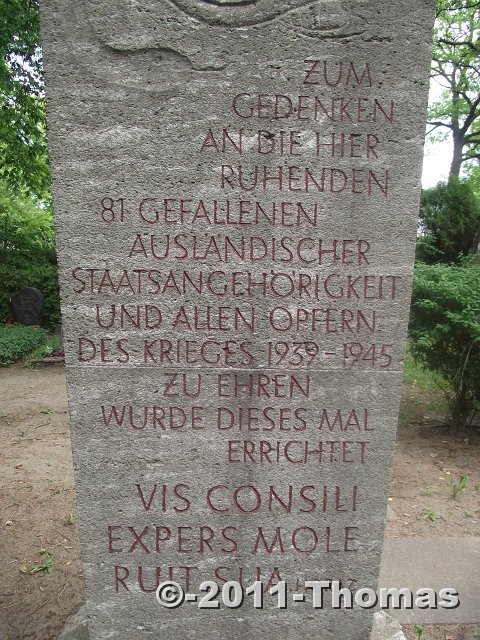 ZUM
GEDENKEN
AN DIE HIER
RUHENDEN
81 GEFALLENEN
AUSLÄNDISCHER
STAATSANGEHÖRIGKEIT
UND ALLEN OPFERN
DES KRIEGES 1939-1945
ZU EHREN
WURDE DIESES MAL
ERRICHTET
VIS CONSILI
EXPERS MOLE
RUIT SUA
©-2011-Thomas